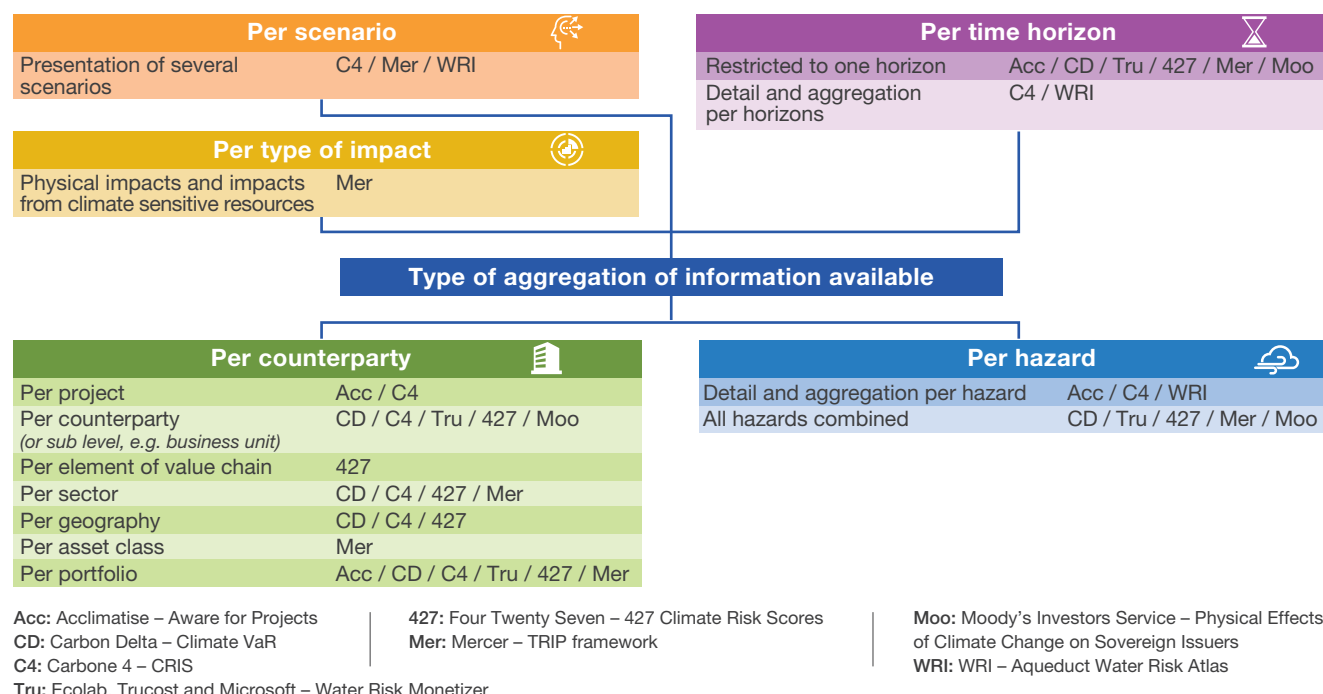 Per scenario
Presentation of several scenarios C4 / Mer / WRI
Per time horizon
Restricted to one horizon Acc / CD / Tru / 427 / Mer / Moo
Detail and aggregation per horizons C4 / WRI
Per type of impact
Physical impacts and impacts from climate sensitive resources Mer
Type of aggregation of information available
Per counterparty
Per project Acc / C4
Per counterparty CD / C4 / Tru / 427 / Moo
(or sub level, e.g. business unit)
Per element of value chain 427
Per sector CD / C4 / 427 / Mer
Per geography CD / C4 / 427
Per asset class Mer
Per portfolio Acc / CD / C4 / Tru / 427 / Mer
Per hazard
Detail and aggregation per hazard Acc / C4 / WRI
All hazards combined CD / Tru / 427 / Mer / Moo
Acc: Acclimatise – Aware for Projects
CD: Carbon Delta – Climate VaR
C4: Carbone 4 – CRIS
Tru: Ecolab, Trucost and Microsoft – Water Risk Monetizer
427: Four Twenty Seven – 427 Climate Risk Scores
Mer: Mercer – TRIP framework
Moo: Moody's Investors Service – Physical Effects
of Climate Change on Sovereign Issuers
WRI: WRI – Aqueduct Water Risk Atlas